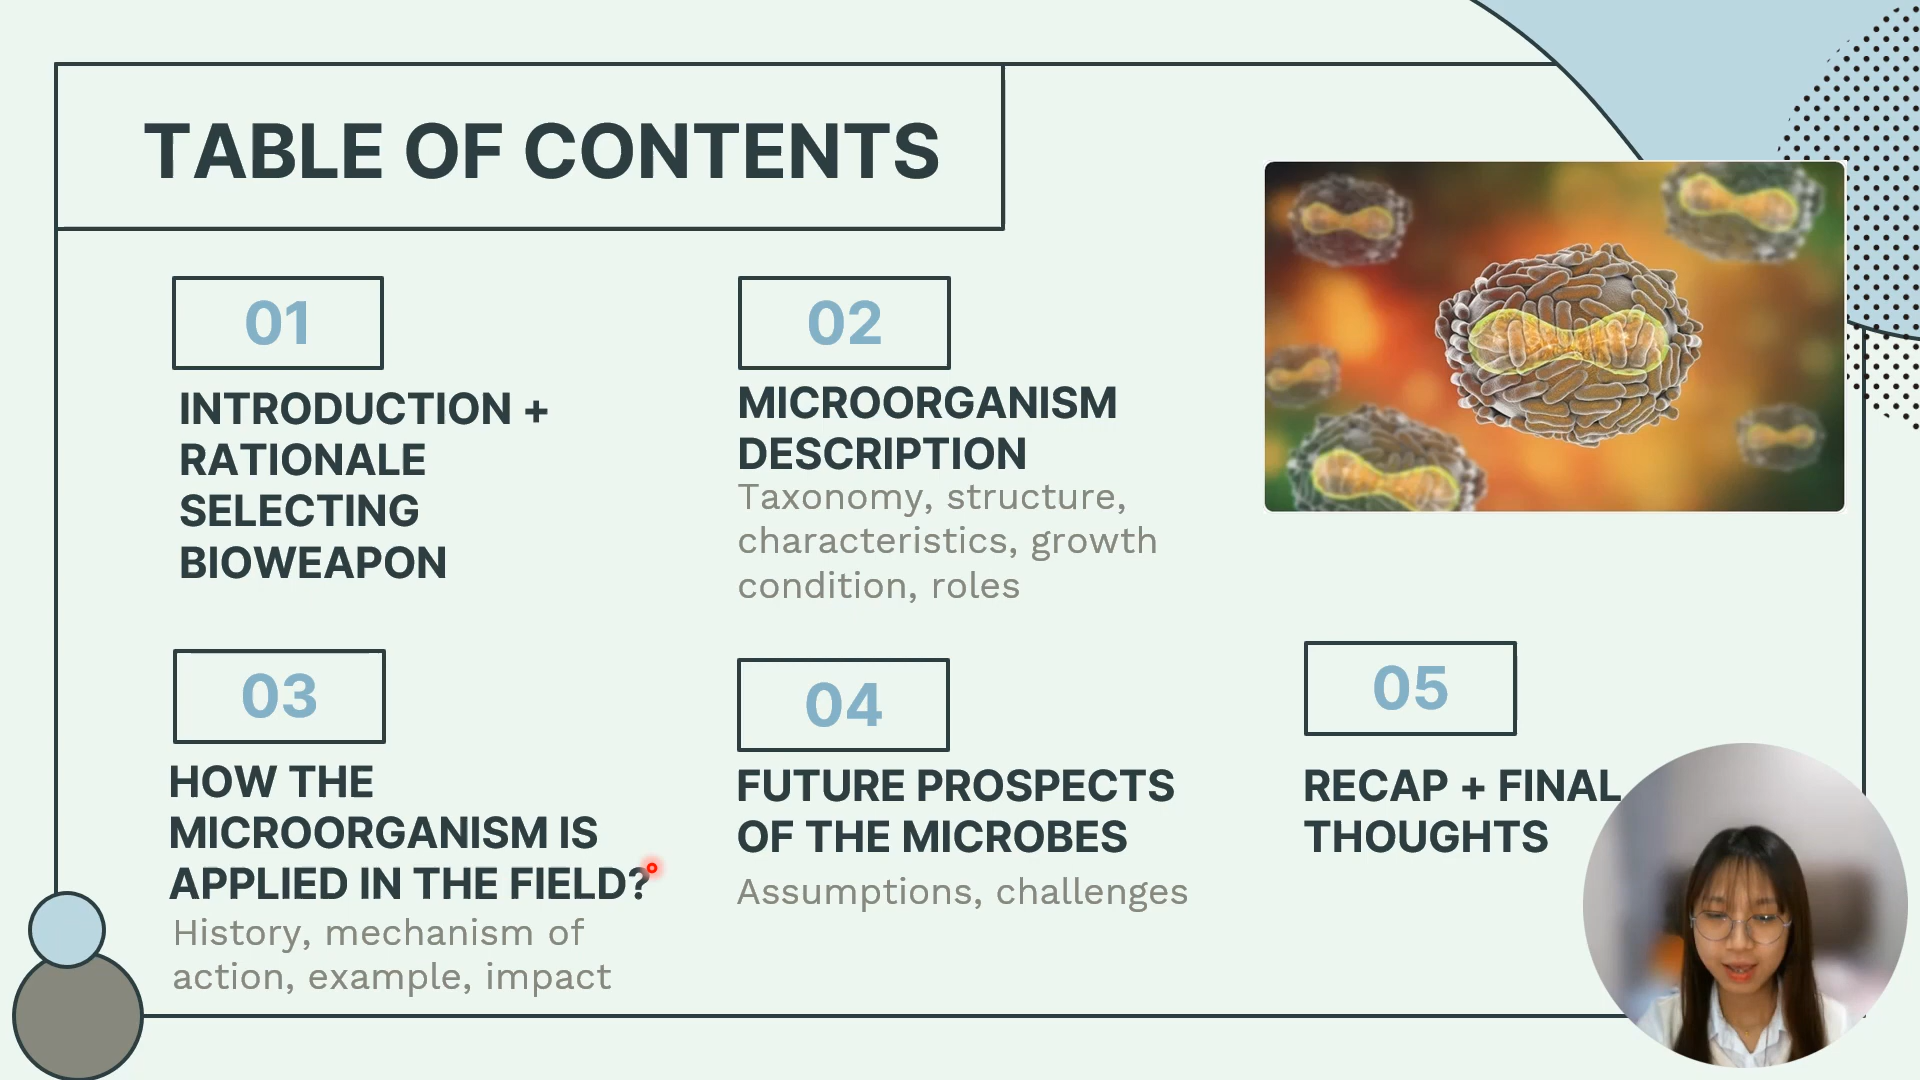 TABLE OF CONTENTS
01
INTRODUCTION +
RATIONALE
SELECTING
BIOWEAPON
02
MICROORGANISM
DESCRIPTION
Taxonomy, structure,
characteristics, growth
condition, roles
03
HOW THE
MICROORGANISM IS
APPLIED IN THE FIELD?
History, mechanism of
action, example, impact
04
FUTURE PROSPECTS
OF THE MICROBES
Assumptions, challenges
05
RECAP + FINAL
THOUGHTS